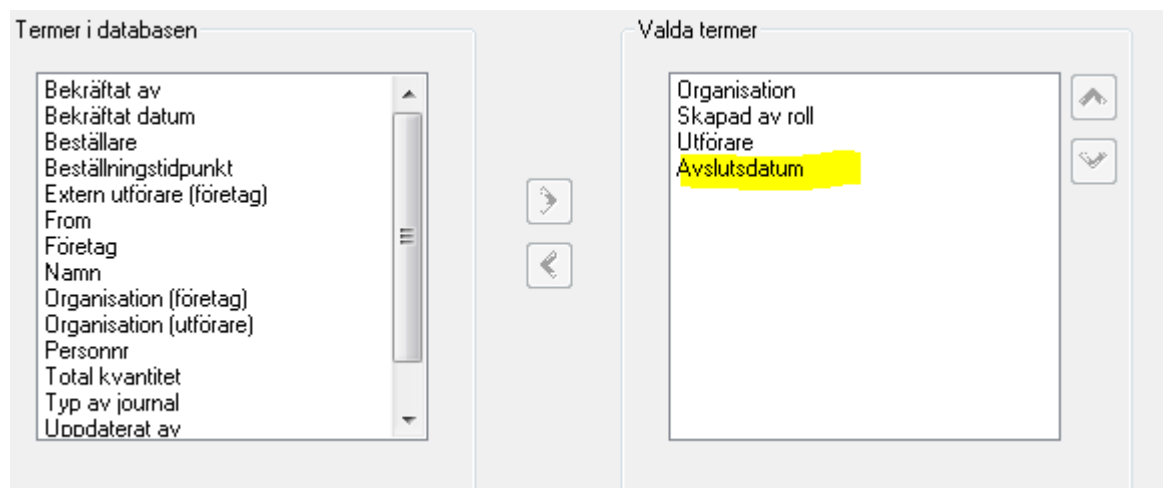 Termer i databasen
Bekräftat av
Bekräftat datum
Beställare
Beställningstidpunkt
Extern utförare (företag)
From
Företag
Namn
Organisation (företag)
Organisation (utförare)
Personnr
Total kvantitet
Typ av journal
Uppdaterat av
Valda termer
Organisation
Skapad av roll
Utförare
Avslutsdatum